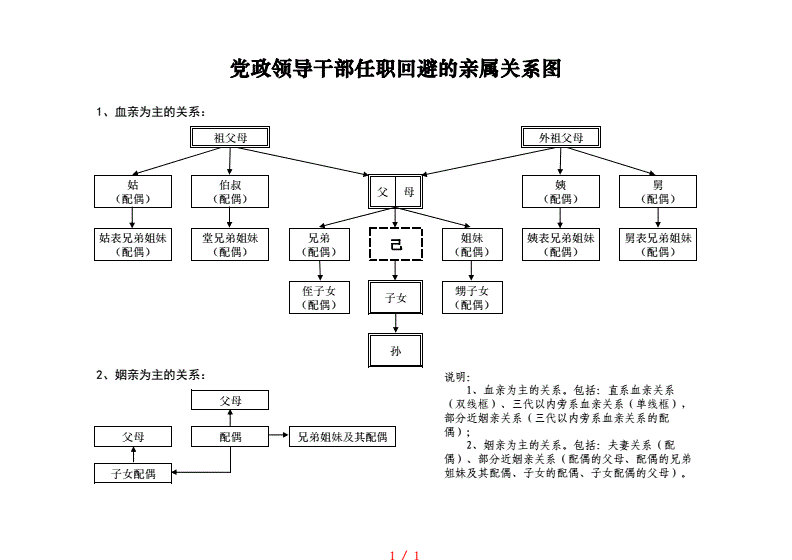 党政领导干部任职回避的亲属关系图
1、血亲为主的关系：
祖父母
外祖父母
姑
（配偶）
伯叔
（配偶）
父 母
姨
（配偶）
舅
（配偶）
姑表兄弟姐妹
（配偶）
堂兄弟姐妹
（配偶）
兄弟
（配偶）
己
姐妹
（配偶）
姨表兄弟姐妹
（配偶）
舅表兄弟姐妹
（配偶）
侄子女
（配偶）
子女
甥子女
（配偶）
孙
2、姻亲为主的关系：
父母
父母
配偶
兄弟姐妹及其配偶
子女配偶
说明：
1、血亲为主的关系。包括：直系血亲关系
（双线框）、三代以内旁系血亲关系（单线框），
部分近姻亲关系（三代以内旁系血亲关系的配
偶）；
2、姻亲为主的关系。包括：夫妻关系（配
偶）、部分近姻亲关系（配偶的父母、配偶的兄弟
姐妹及其配偶、子女的配偶、子女配偶的父母）。
1 / 1